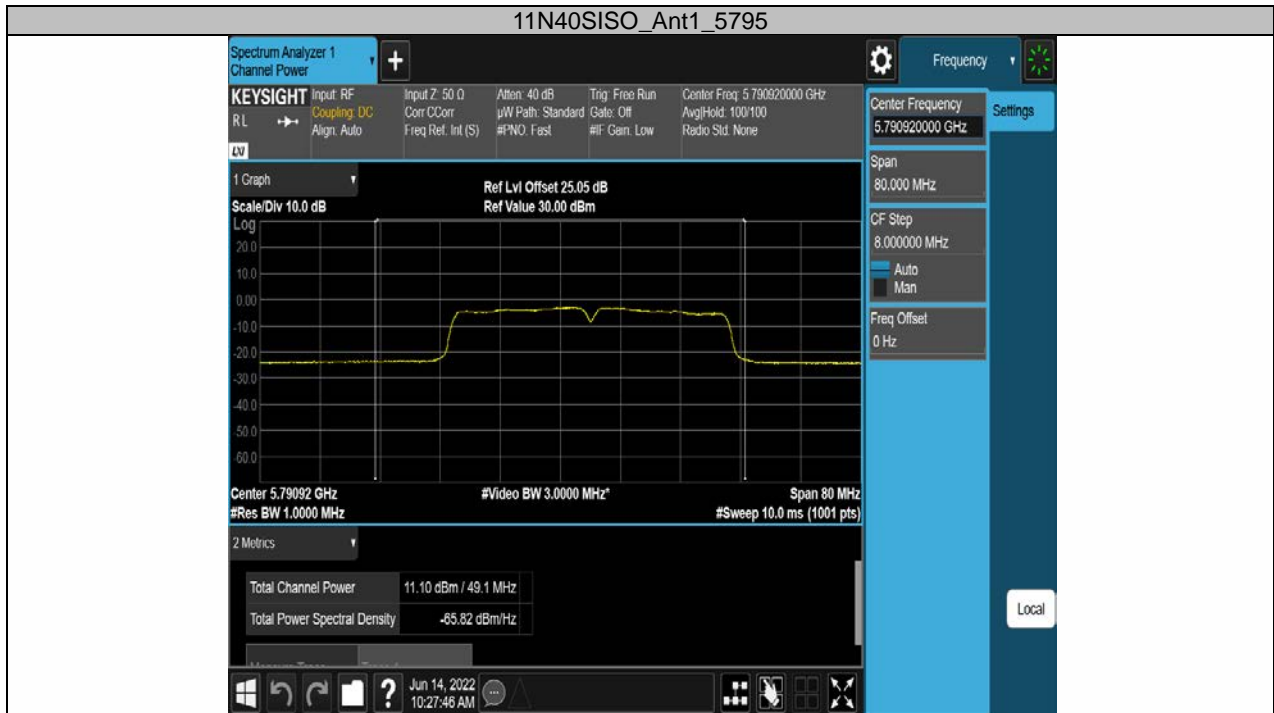 11N40SISO_Ant1_5795
Spectrum Analyzer 1
Channel Power
+
Frequency
KEYSIGHT
RL
LXI
Input: RF
Coupling: DC
Align: Auto
Input Z: 50 Ω
Corr CCorr
Freq Ref: Int (S)
Atten: 40 dB
µW Path: Standard
#PNO: Fast
Trig: Free Run
Gate: Off
#IF Gain: Low
Center Freq: 5.790920000 GHz
Avg|Hold: 100/100
Radio Std: None
Center Frequency
5.790920000 GHz
Settings
Span
80.000 MHz
CF Step
8.000000 MHz
Auto
Man
Freq Offset
0 Hz
1 Graph
Scale/Div 10.0 dB
Ref Lvl Offset 25.05 dB
Ref Value 30.00 dBm
Log
20.0
10.0
0.00
-10.0
-20.0
-30.0
-40.0
-50.0
-60.0
Center 5.79092 GHz
#Video BW 3.0000 MHz*
Span 80 MHz
#Res BW 1.0000 MHz
#Sweep 10.0 ms (1001 pts)
2 Metrics
Total Channel Power 11.10 dBm / 49.1 MHz
Total Power Spectral Density -65.82 dBm/Hz
Local
?
Jun 14, 2022
10:27:46 AM